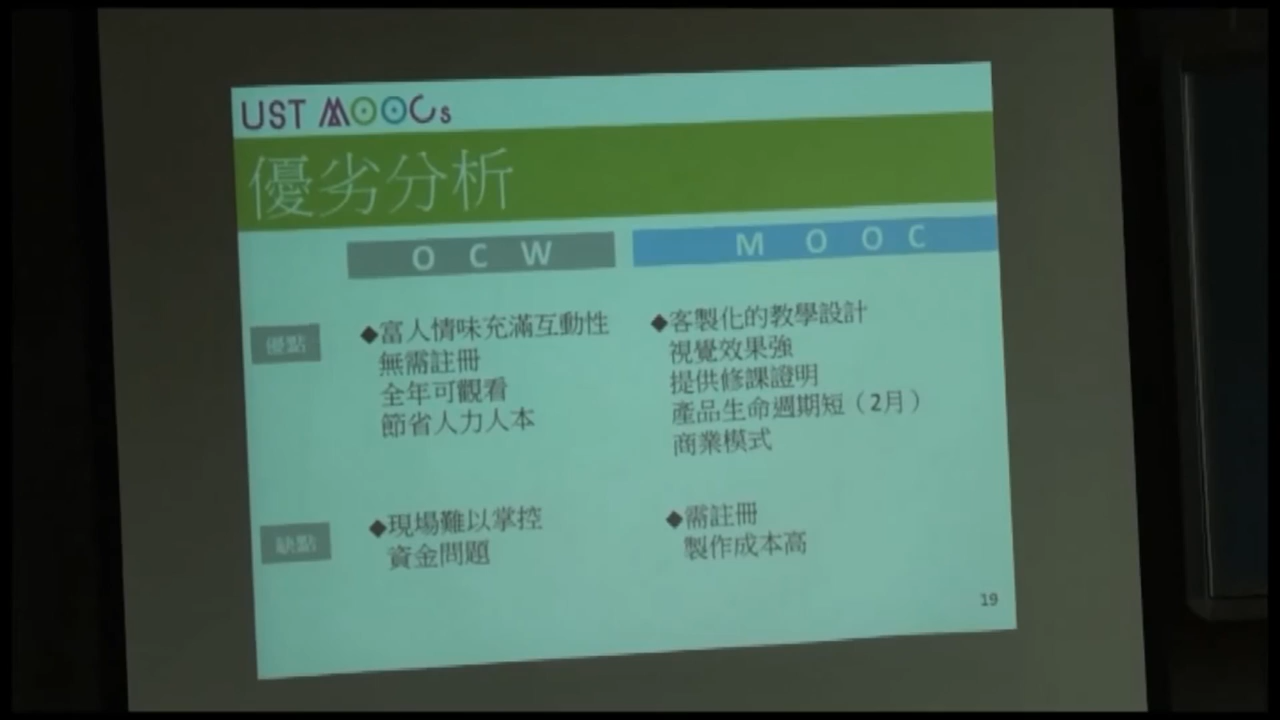 UST MOOCs
優劣分析
OCW
MOOC
優點
◆富人情味充滿互動性
無需註冊
全年可觀看
節省人力人本
◆客製化的教學設計
視覺效果強
提供修課證明
產品生命週期短（2月）
商業模式
缺點
◆現場難以掌控
資金問題
◆需註冊
製作成本高
19